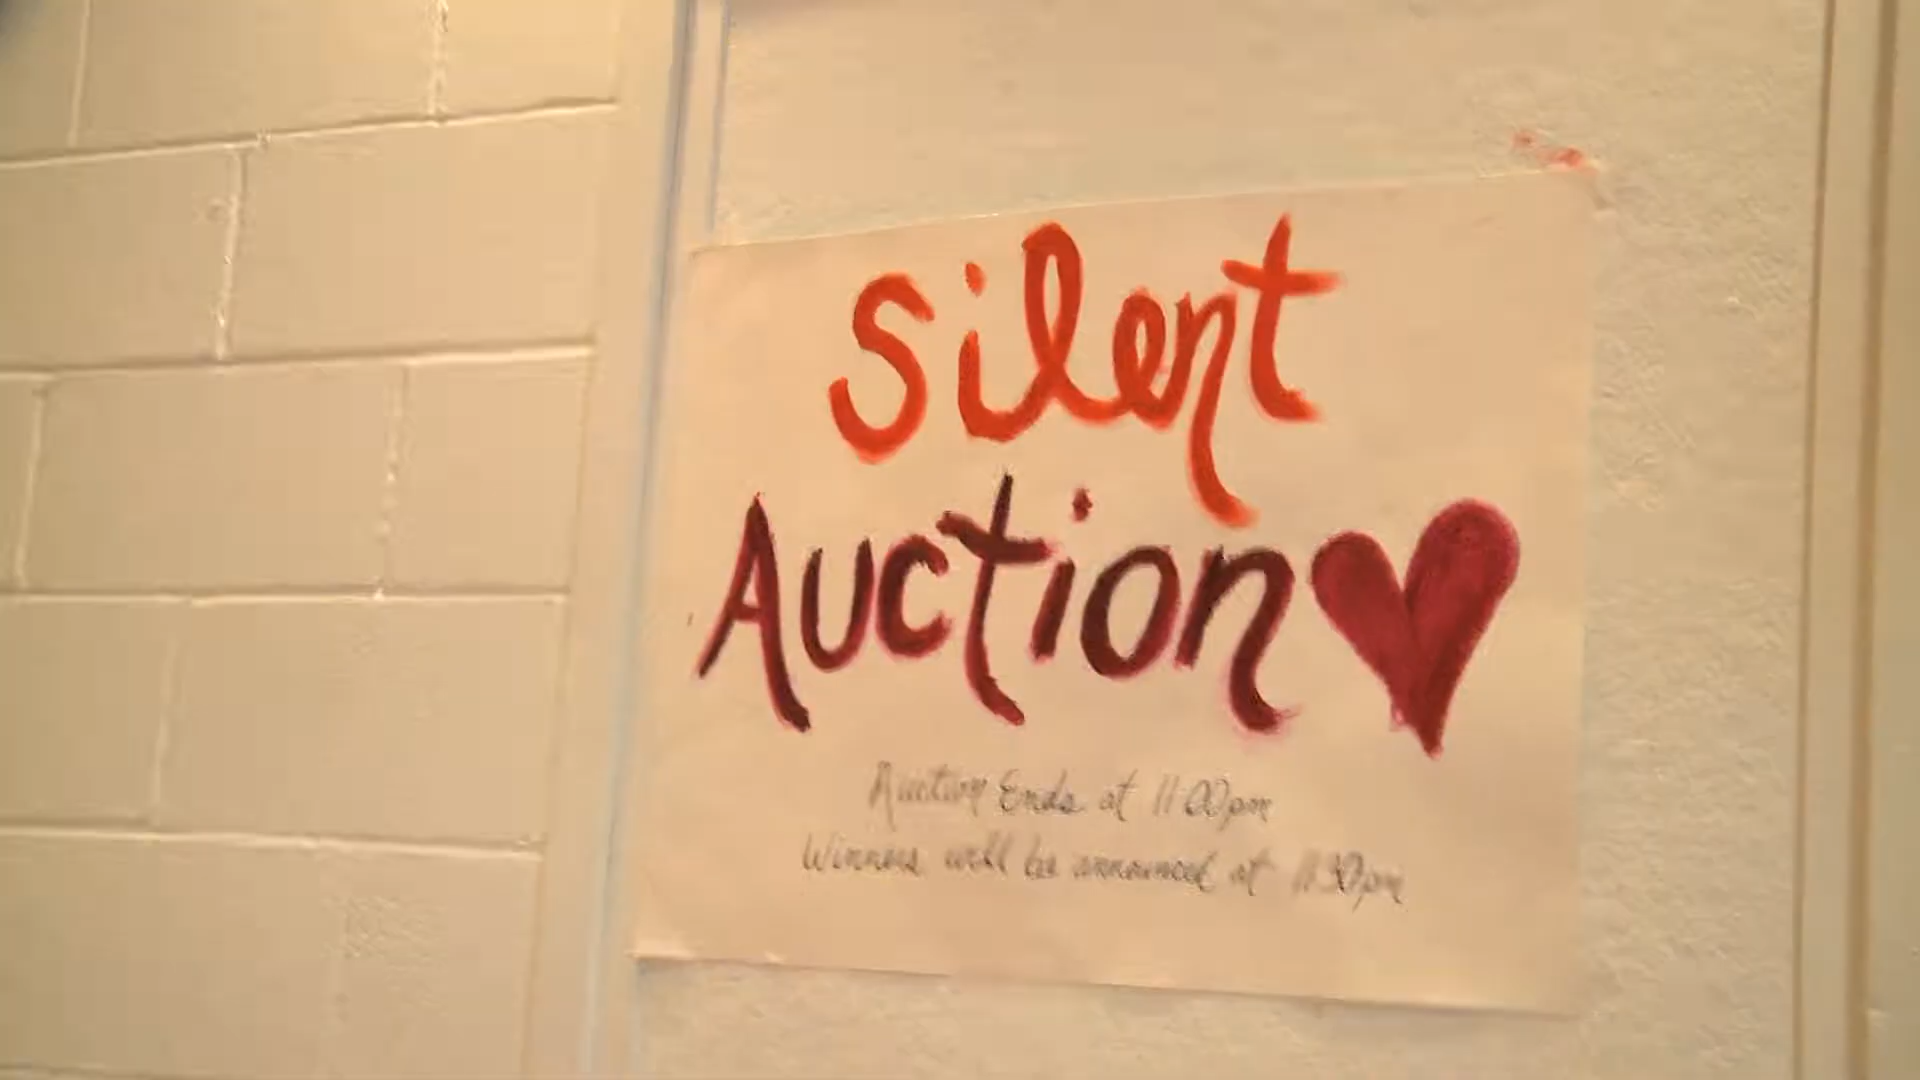 Silent
Auction
Auction Ends at 11:00pm
Winners will be announced at 11:30pm